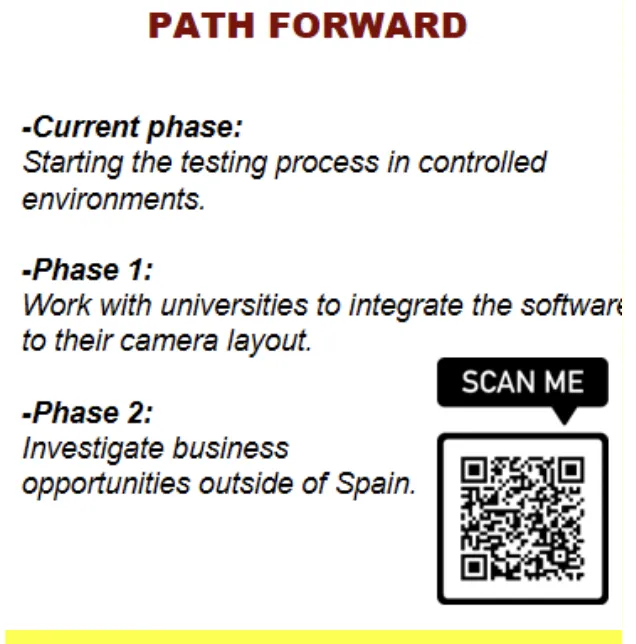 PATH FORWARD
-Current phase:
Starting the testing process in controlled
environments.
-Phase 1:
Work with universities to integrate the software
to their camera layout.
-Phase 2:
Investigate business
opportunities outside of Spain.
SCAN ME